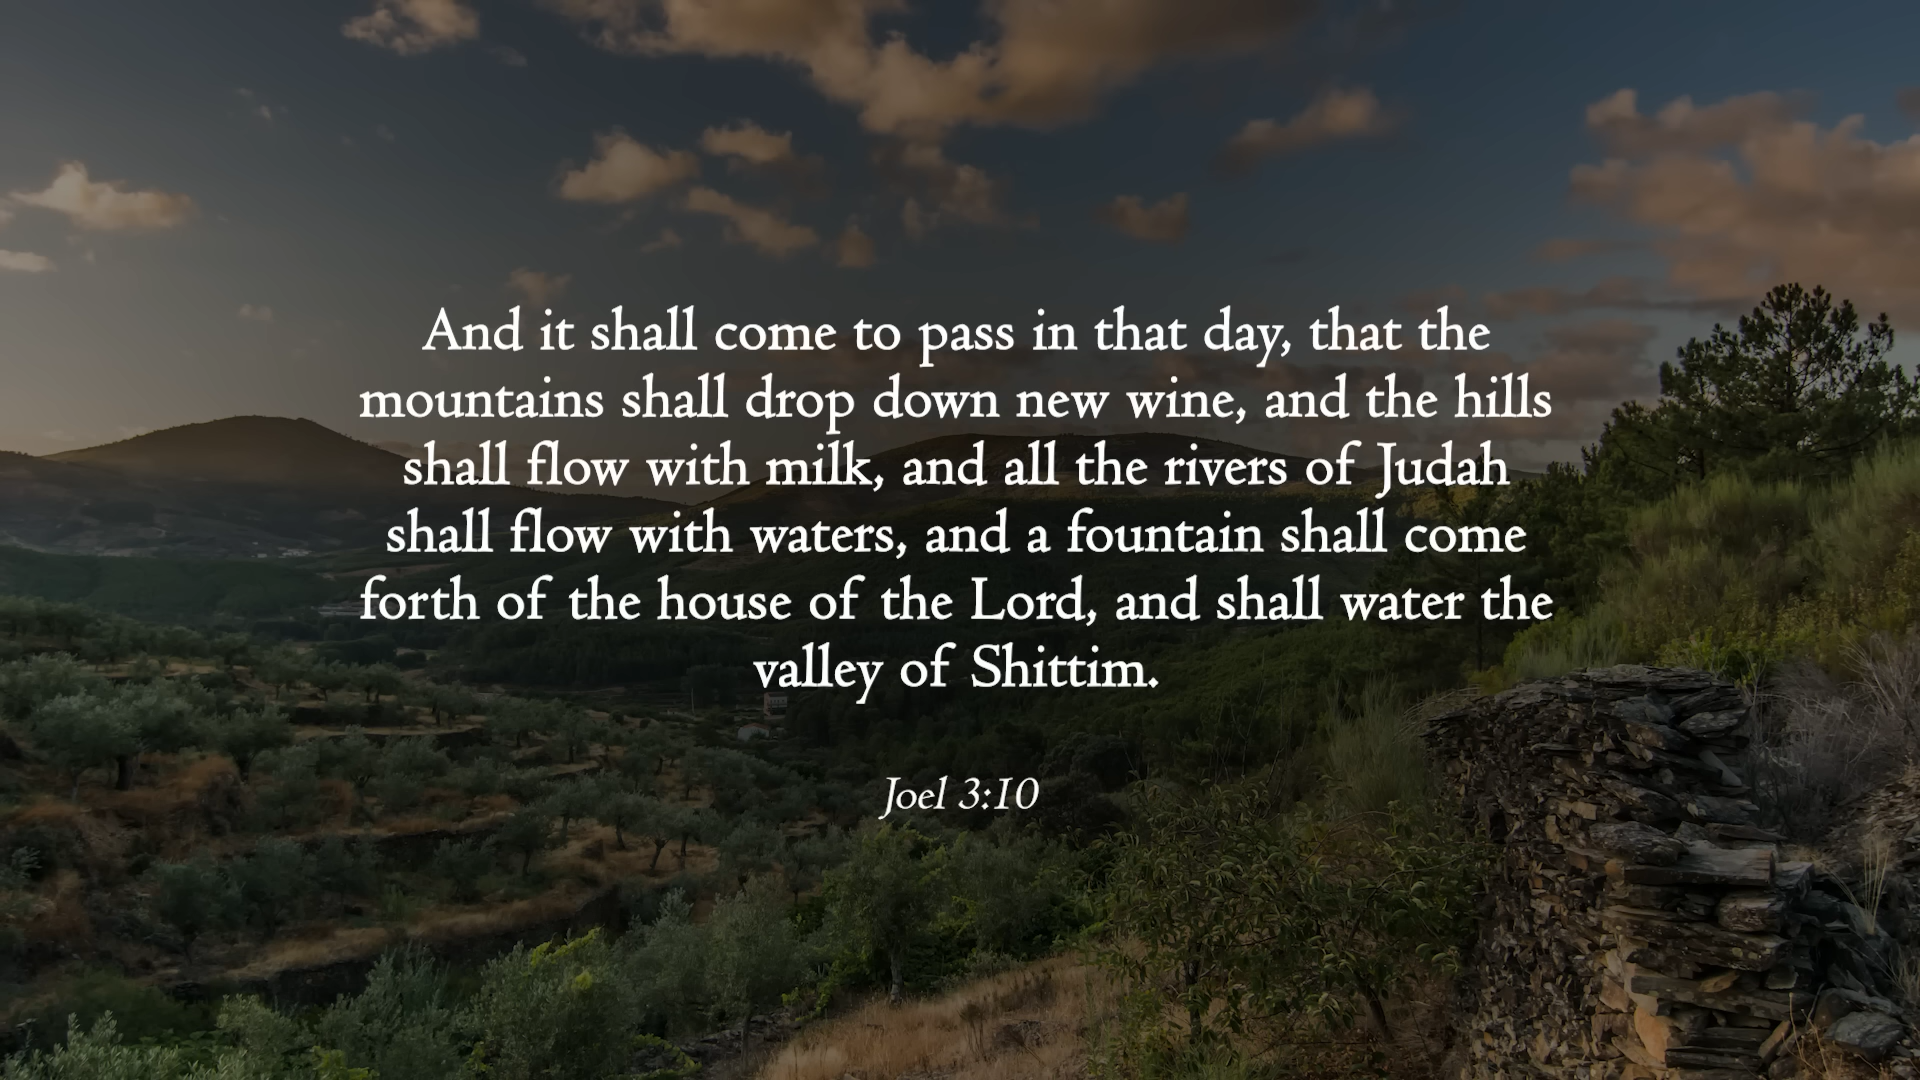 And it shall come to pass in that day, that the
mountains shall drop down new wine, and the hills
shall flow with milk, and all the rivers of Judah
shall flow with waters, and a fountain shall come
forth of the house of the Lord, and shall water the
valley of Shittim.
Joel 3:10